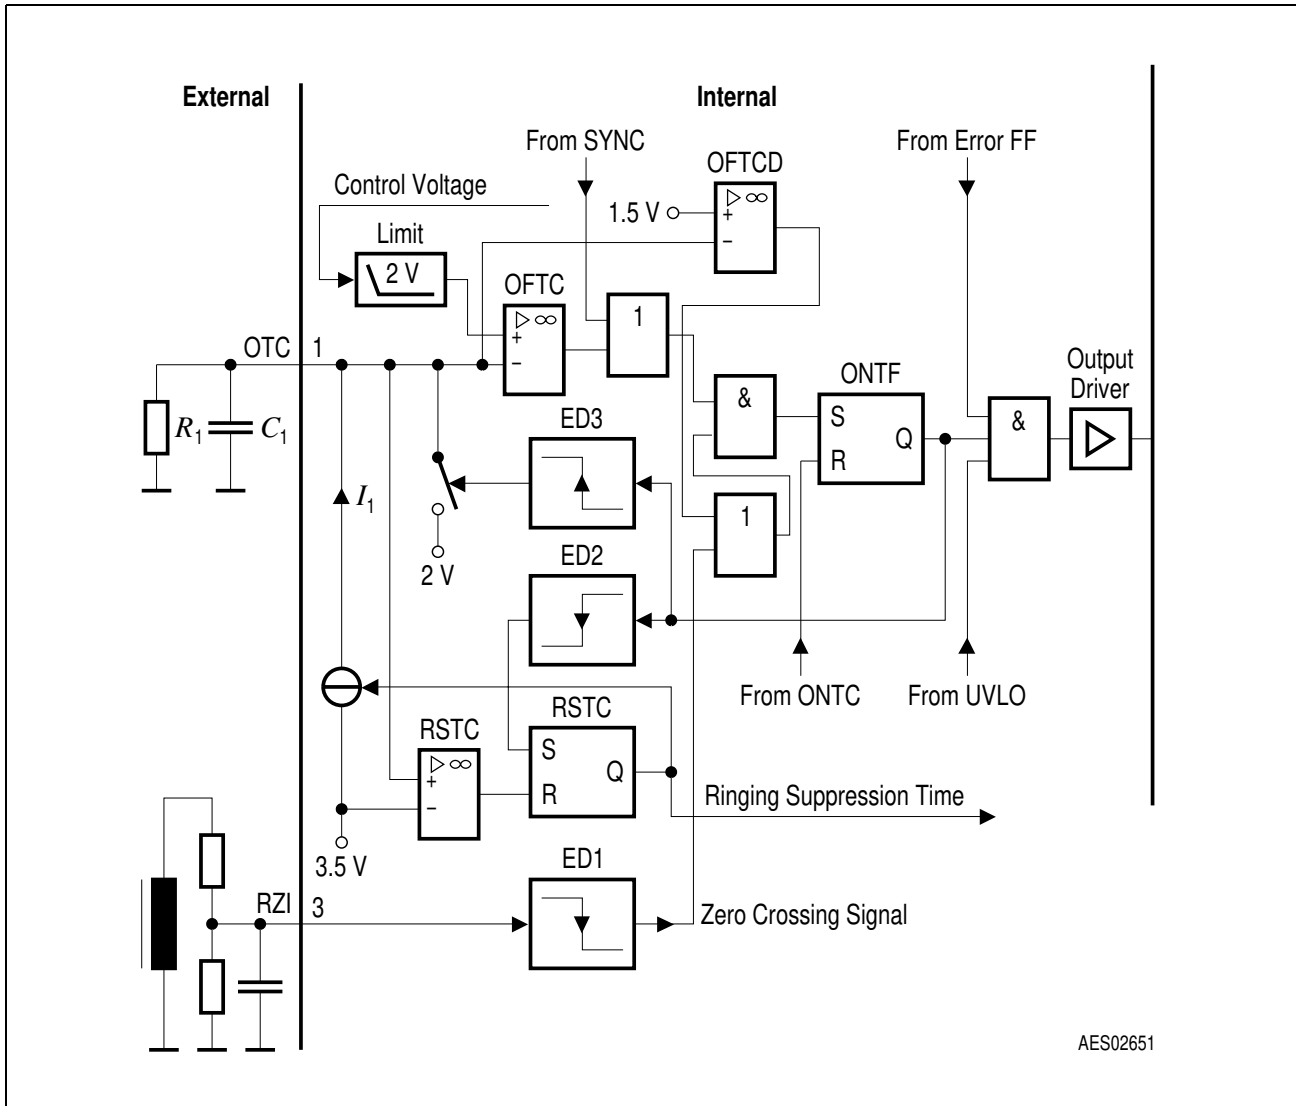 External
Internal
From SYNC
From Error FF
OFTCD
Control Voltage
1.5 V
▷ ∞
+
−
Limit
2 V
OFTC
▷ ∞
+
−
1
OTC
1
ONTF
Output
Driver
R1
C1
&
S
R
Q
&
▷
ED3
I1
1
2 V
ED2
From ONTC
From UVLO
RSTC
RSTC
▷ ∞
+
−
S
R
Q
Ringing Suppression Time
3.5 V
ED1
RZI
3
Zero Crossing Signal
AES02651